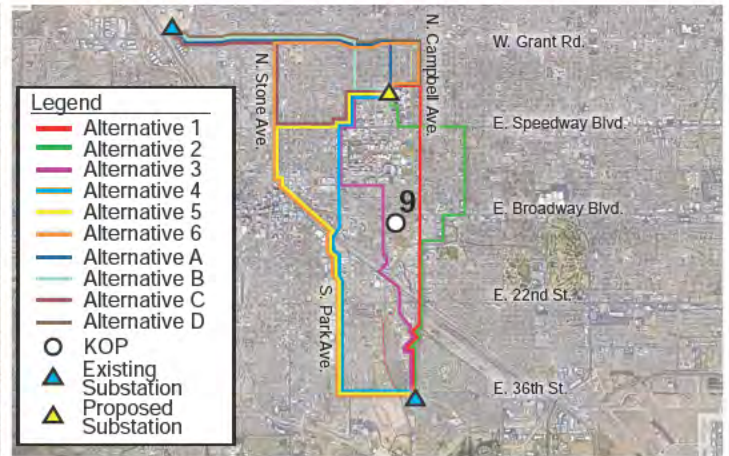 W. Grant Rd.
N. Campbell Ave.
N. Stone Ave.
E. Speedway Blvd.
9
E. Broadway Blvd.
E. 22nd St.
S. Park Ave.
E. 36th St.
Legend
Alternative 1
Alternative 2
Alternative 3
Alternative 4
Alternative 5
Alternative 6
Alternative A
Alternative B
Alternative C
Alternative D
KOP
Existing
Substation
Proposed
Substation